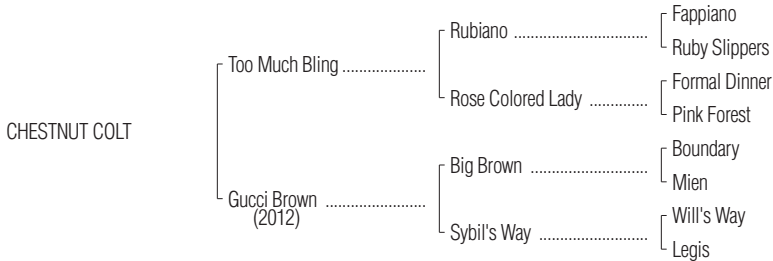 Fappiano
Rubiano ................................
Ruby Slippers
Too Much Bling ....................
Formal Dinner
Rose Colored Lady ..............
Pink Forest
CHESTNUT COLT
Boundary
Big Brown ............................
Mien
Gucci Brown ........................
(2012)
Will's Way
Sybil's Way ..........................
Legis